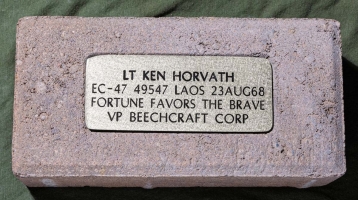 LT KEN HORVATH
EC-47 49547 LAOS 23AUG68
FORTUNE FAVORS THE BRAVE
VP BEECHCRAFT CORP